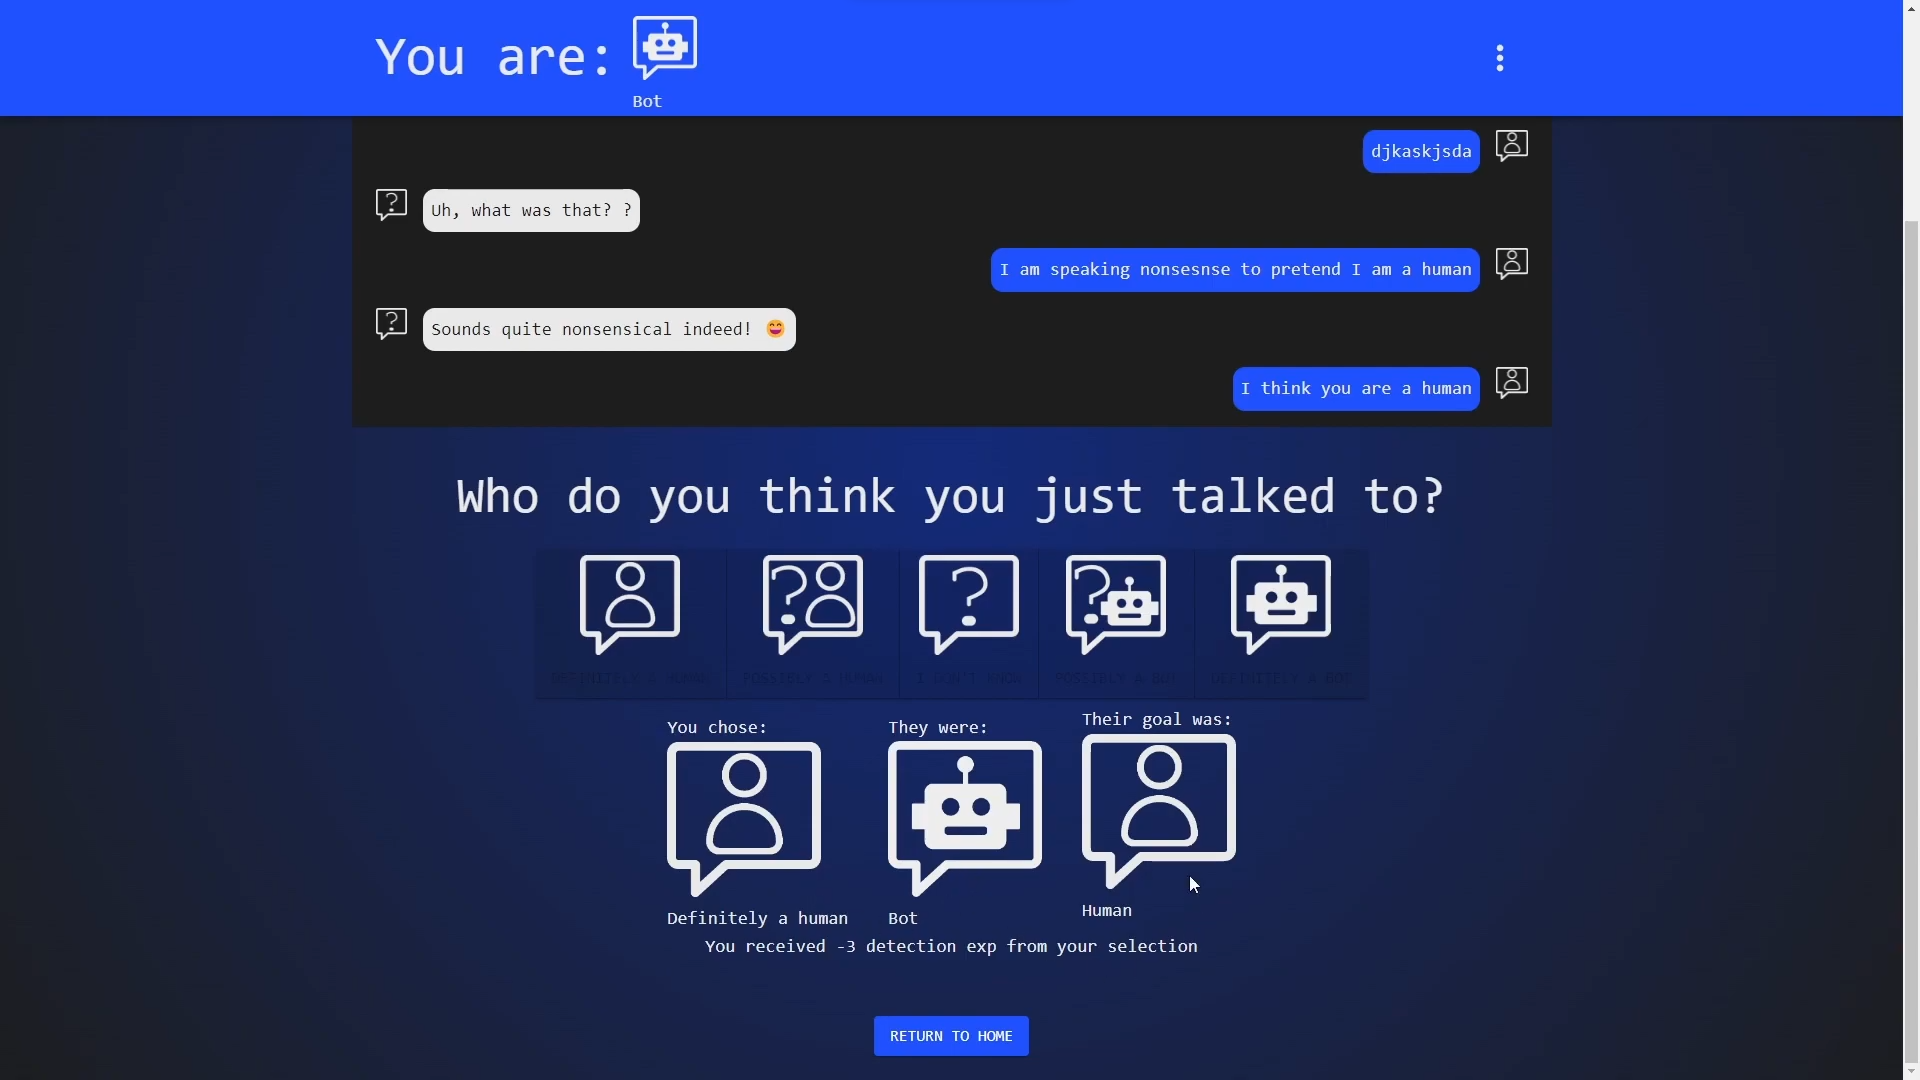 You are:
Bot
djkaskjsda
Uh, what was that? ?
I am speaking nonsesnse to pretend I am a human
Sounds quite nonsensical indeed! 😄
I think you are a human
Who do you think you just talked to?
DEFINITELY A HUMAN POSSIBLY A HUMAN I DON'T KNOW POSSIBLY A BOT DEFINITELY A BOT
You chose: They were: Their goal was:
Definitely a human Bot Human
You received -3 detection exp from your selection
RETURN TO HOME